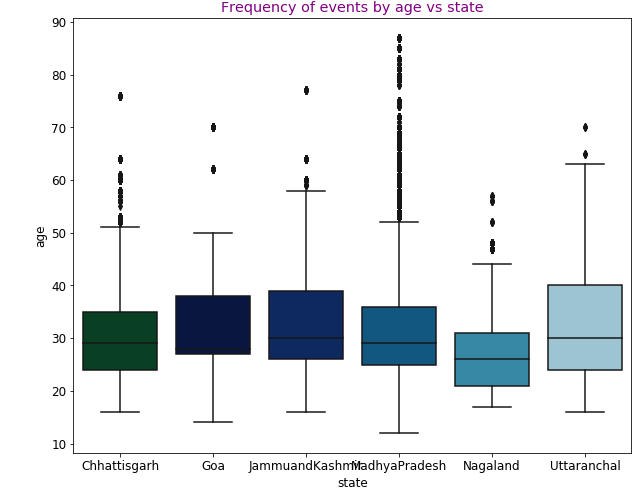 Frequency of events by age vs state
90
80
70
60
50
40
30
20
10
age
Chhattisgarh Goa JammuandKashmir MadhyaPradesh Nagaland Uttaranchal
state